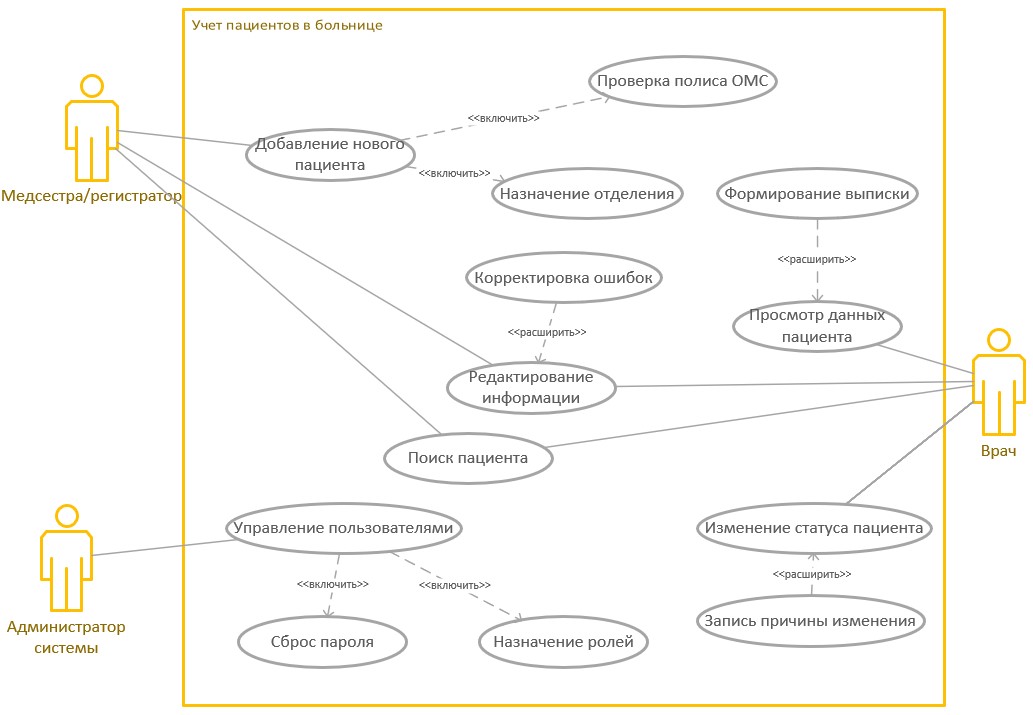 Учет пациентов в больнице
Проверка полиса ОМС
<<включить>>
Добавление нового
пациента
<<включить>>
Медсестра/регистратор
Назначение отделения
Формирование выписки
<<расширить>>
Корректировка ошибок
<<расширить>>
Просмотр данных
пациента
Редактирование
информации
Врач
Поиск пациента
Управление пользователями
Изменение статуса пациента
<<включить>>
<<включить>>
<<расширить>>
Администратор
системы
Сброс пароля
Назначение ролей
Запись причины изменения